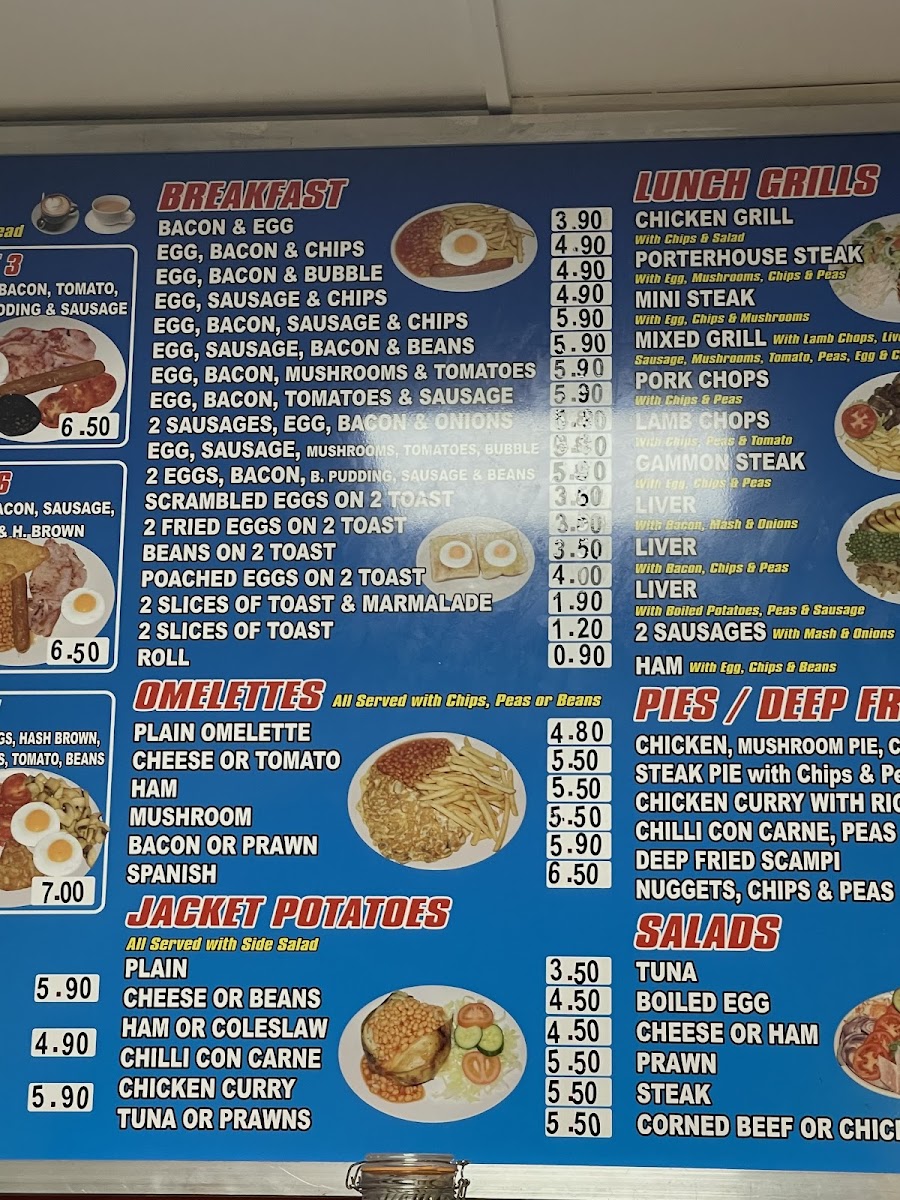 ead
3
BACON, TOMATO,
DDING & SAUSAGE
6.50
S
ACON, SAUSAGE,
& H. BROWN
6.50
GS, HASH BROWN,
S, TOMATO, BEANS
7.00
5.90
4.90
5.90
BREAKFAST
BACON & EGG 3.90
EGG, BACON & CHIPS 4.90
EGG, BACON & BUBBLE 4.90
EGG, SAUSAGE & CHIPS 4.90
EGG, BACON, SAUSAGE & CHIPS 5.90
EGG, SAUSAGE, BACON & BEANS 5.90
EGG, BACON, MUSHROOMS & TOMATOES 5.90
EGG, BACON, TOMATOES & SAUSAGE 5.90
2 SAUSAGES, EGG, BACON & ONIONS
EGG, SAUSAGE, MUSHROOMS, TOMATOES, BUBBLE
2 EGGS, BACON, B. PUDDING, SAUSAGE & BEANS
SCRAMBLED EGGS ON 2 TOAST
2 FRIED EGGS ON 2 TOAST
BEANS ON 2 TOAST 3.50
POACHED EGGS ON 2 TOAST 4.00
2 SLICES OF TOAST & MARMALADE 1.90
2 SLICES OF TOAST 1.20
ROLL 0.90
OMELETTES All Served with Chips, Peas or Beans
PLAIN OMELETTE 4.80
CHEESE OR TOMATO 5.50
HAM 5.50
MUSHROOM 5.50
BACON OR PRAWN 5.90
SPANISH 6.50
JACKET POTATOES
All Served with Side Salad
PLAIN 3.50
CHEESE OR BEANS 4.50
HAM OR COLESLAW 4.50
CHILLI CON CARNE 5.50
CHICKEN CURRY 5.50
TUNA OR PRAWNS 5.50
LUNCH GRILLS
CHICKEN GRILL
With Chips & Salad
PORTERHOUSE STEAK
With Egg, Mushrooms, Chips & Peas
MINI STEAK
With Egg, Chips & Mushrooms
MIXED GRILL With Lamb Chops, Liv
Sausage, Mushrooms, Tomato, Peas, Egg & C
PORK CHOPS
With Chips & Peas
LAMB CHOPS
With Chips, Peas & Tomato
GAMMON STEAK
With Egg, Chips & Peas
LIVER
With Bacon, Mash & Onions
LIVER
With Bacon, Chips & Peas
LIVER
With Boiled Potatoes, Peas & Sausage
2 SAUSAGES With Mash & Onions
HAM With Egg, Chips & Beans
PIES / DEEP FR
CHICKEN, MUSHROOM PIE, C
STEAK PIE with Chips & Pe
CHICKEN CURRY WITH RIC
CHILLI CON CARNE, PEAS
DEEP FRIED SCAMPI
NUGGETS, CHIPS & PEAS
SALADS
TUNA
BOILED EGG
CHEESE OR HAM
PRAWN
STEAK
CORNED BEEF OR CHIC